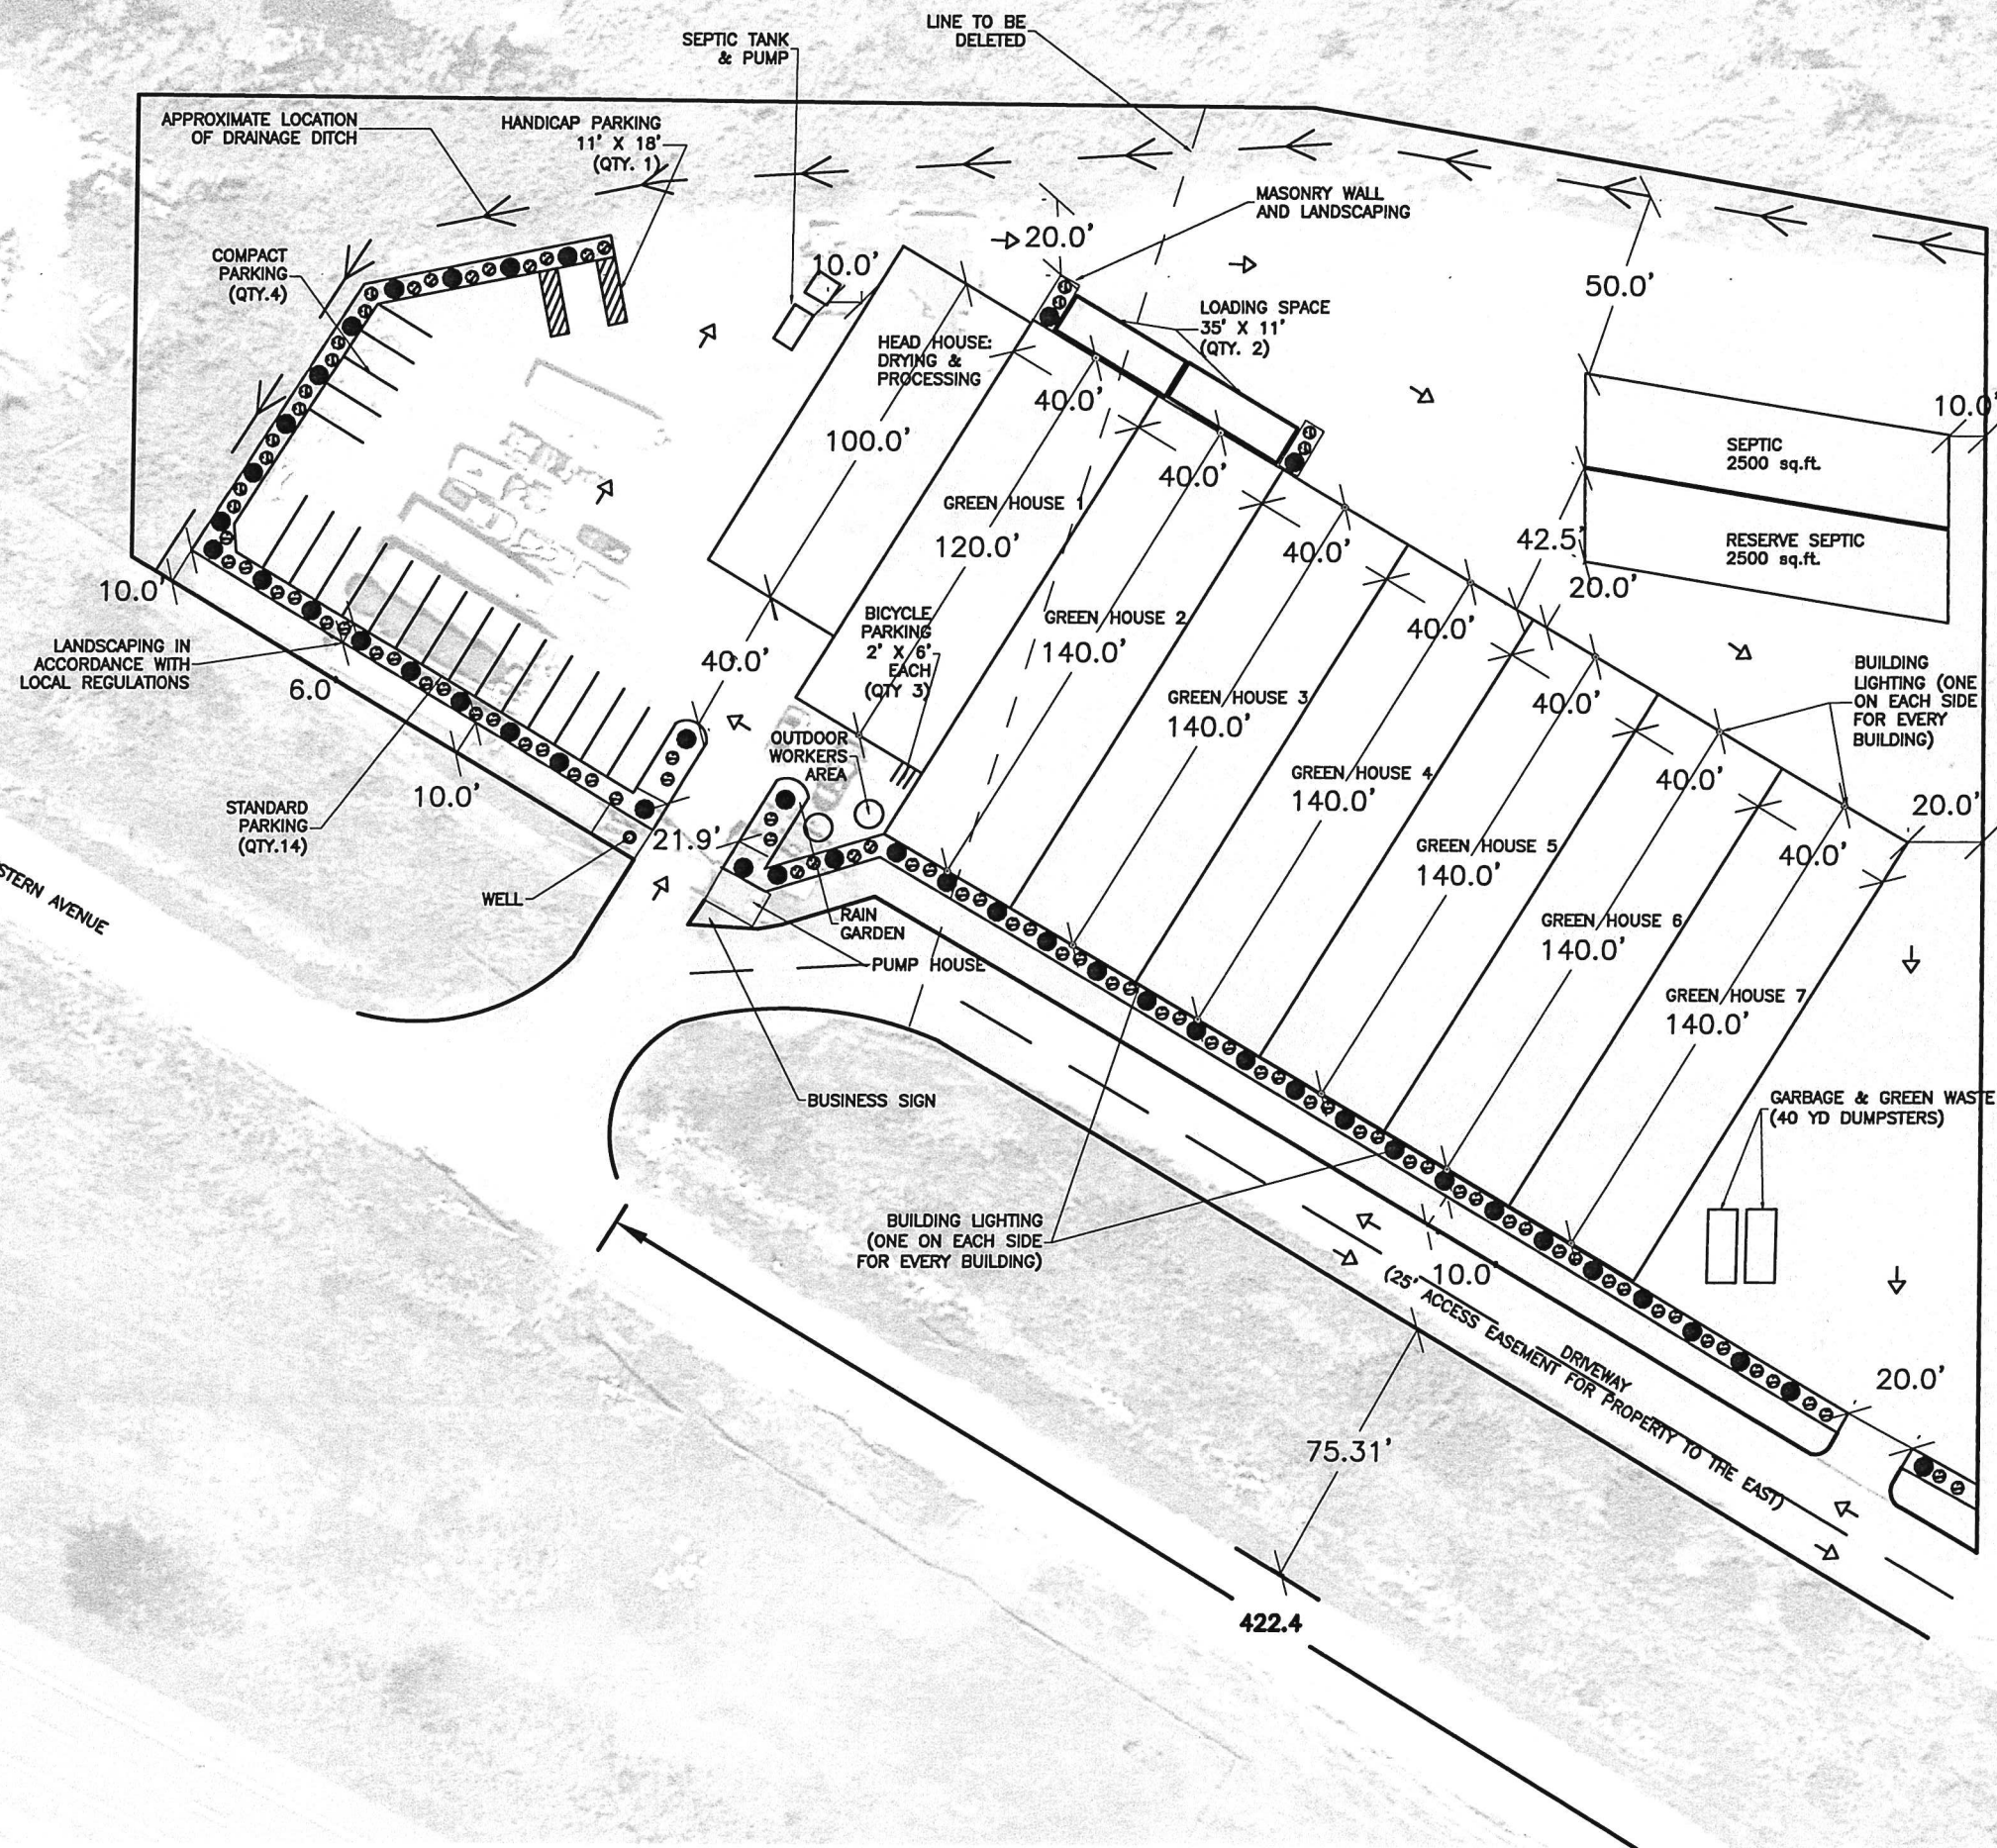 LINE TO BE
DELETED
SEPTIC TANK
& PUMP
APPROXIMATE LOCATION
OF DRAINAGE DITCH
HANDICAP PARKING
11' X 18'
(QTY. 1)
MASONRY WALL
AND LANDSCAPING
20.0'
COMPACT
PARKING
(QTY.4)
10.0'
50.0'
LOADING SPACE
35' X 11'
(QTY. 2)
HEAD HOUSE:
DRYING &
PROCESSING
40.0'
10.0'
100.0'
SEPTIC
2500 sq.ft.
40.0'
GREEN HOUSE 1
120.0'
40.0'
42.5'
RESERVE SEPTIC
2500 sq.ft.
20.0'
10.0'
BICYCLE
PARKING
2' X 6'
EACH
(QTY 3)
GREEN HOUSE 2
140.0'
40.0'
LANDSCAPING IN
ACCORDANCE WITH
LOCAL REGULATIONS
6.0'
40.0'
GREEN HOUSE 3
140.0'
40.0'
BUILDING
LIGHTING (ONE
ON EACH SIDE
FOR EVERY
BUILDING)
OUTDOOR
WORKERS
AREA
GREEN HOUSE 4
140.0'
40.0'
10.0'
20.0'
STANDARD
PARKING
(QTY.14)
21.9'
GREEN HOUSE 5
140.0'
40.0'
STERN AVENUE
WELL
RAIN
GARDEN
GREEN HOUSE 6
140.0'
PUMP HOUSE
GREEN HOUSE 7
140.0'
BUSINESS SIGN
GARBAGE & GREEN WASTE
(40 YD DUMPSTERS)
BUILDING LIGHTING
(ONE ON EACH SIDE
FOR EVERY BUILDING)
10.0'
DRIVEWAY
(25' ACCESS EASEMENT FOR PROPERTY TO THE EAST)
20.0'
75.31'
422.4